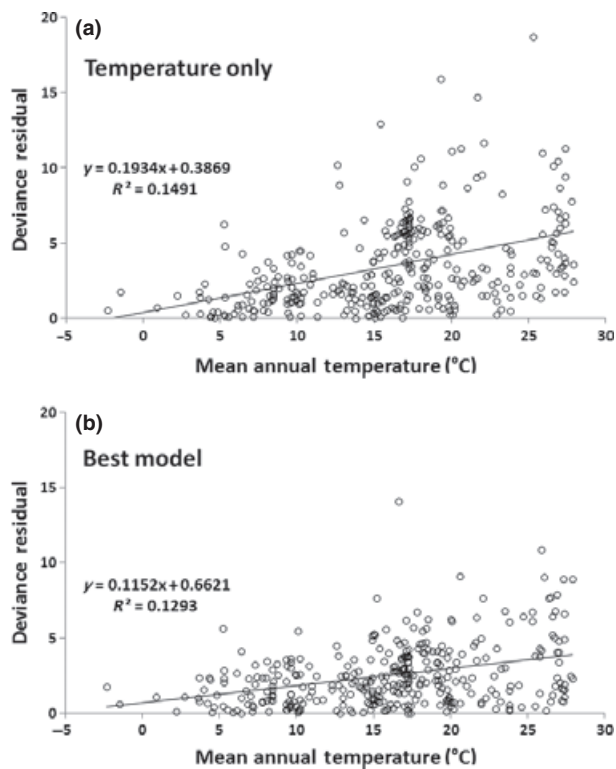 (a)
Temperature only
y = 0.1934x + 0.3869
R² = 0.1491
Deviance residual
20
15
10
5
0
–5 0 5 10 15 20 25 30
Mean annual temperature (°C)
(b)
Best model
y = 0.1152x + 0.6621
R² = 0.1293
Deviance residual
20
15
10
5
0
–5 0 5 10 15 20 25 30
Mean annual temperature (°C)